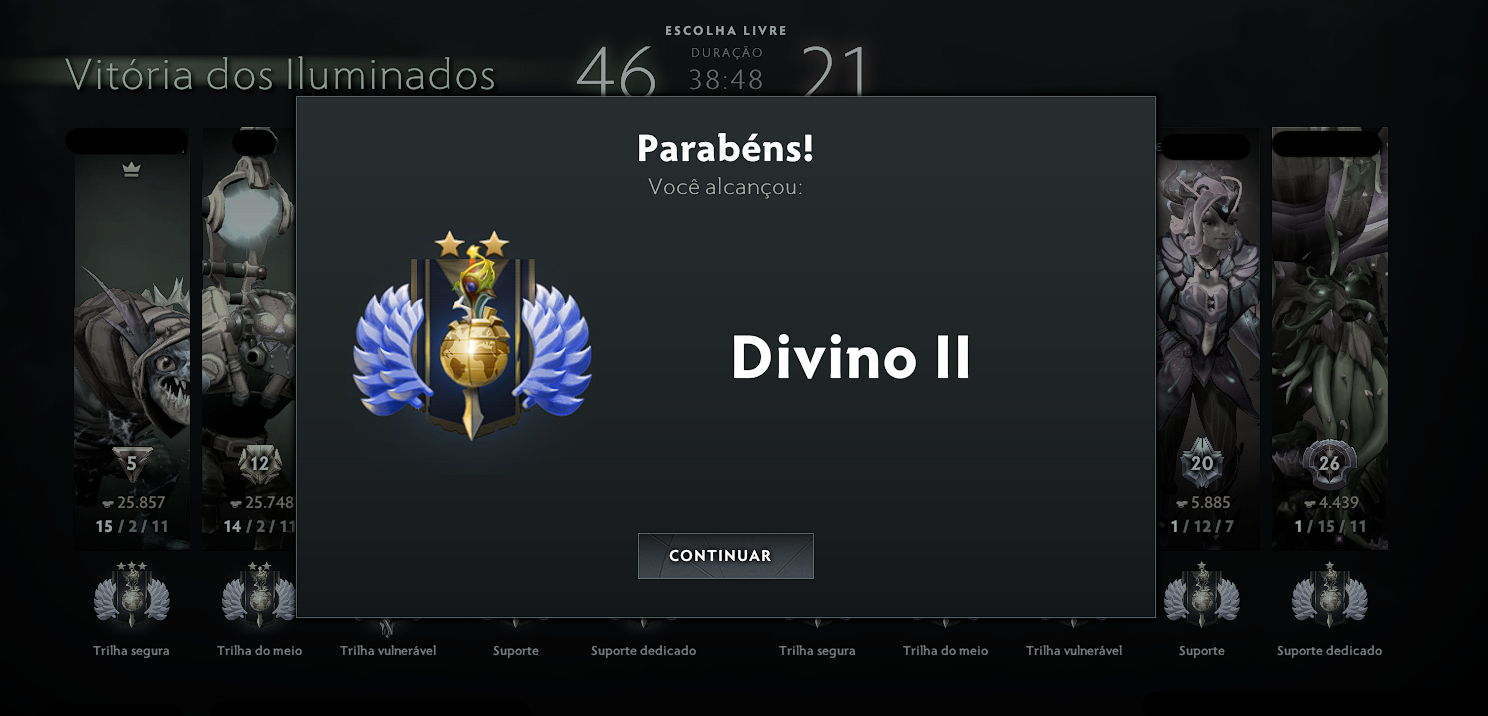 ESCOLHA LIVRE
Vitória dos Iluminados
46
DURAÇÃO
38:48
21
Parabéns!
Você alcançou:
Divino II
CONTINUAR
5
25.857
15 / 2 / 11
12
25.748
14 / 2 / 11
20
5.885
1 / 12 / 7
26
4.439
1 / 15 / 11
Trilha segura
Trilha do meio
Trilha vulnerável
Suporte
Suporte dedicado
Trilha segura
Trilha do meio
Trilha vulnerável
Suporte
Suporte dedicado